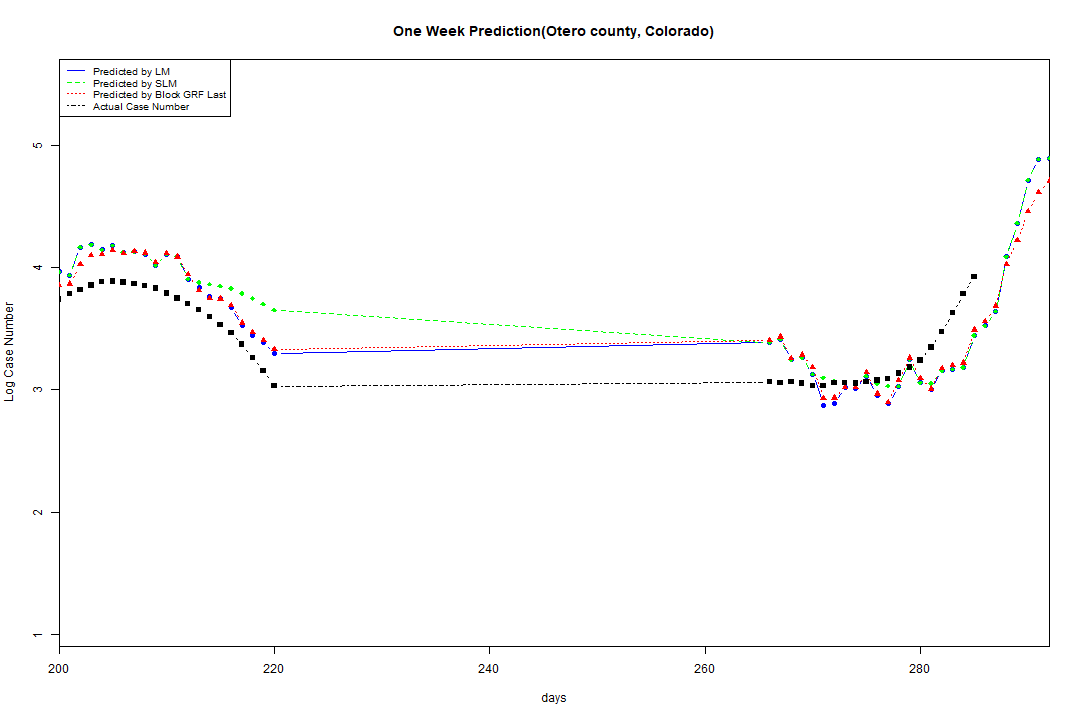 One Week Prediction(Otero county, Colorado)
Predicted by LM
Predicted by SLM
Predicted by Block GRF Last
Actual Case Number
5
4
3
2
1
Log Case Number
200 220 240 260 280
days